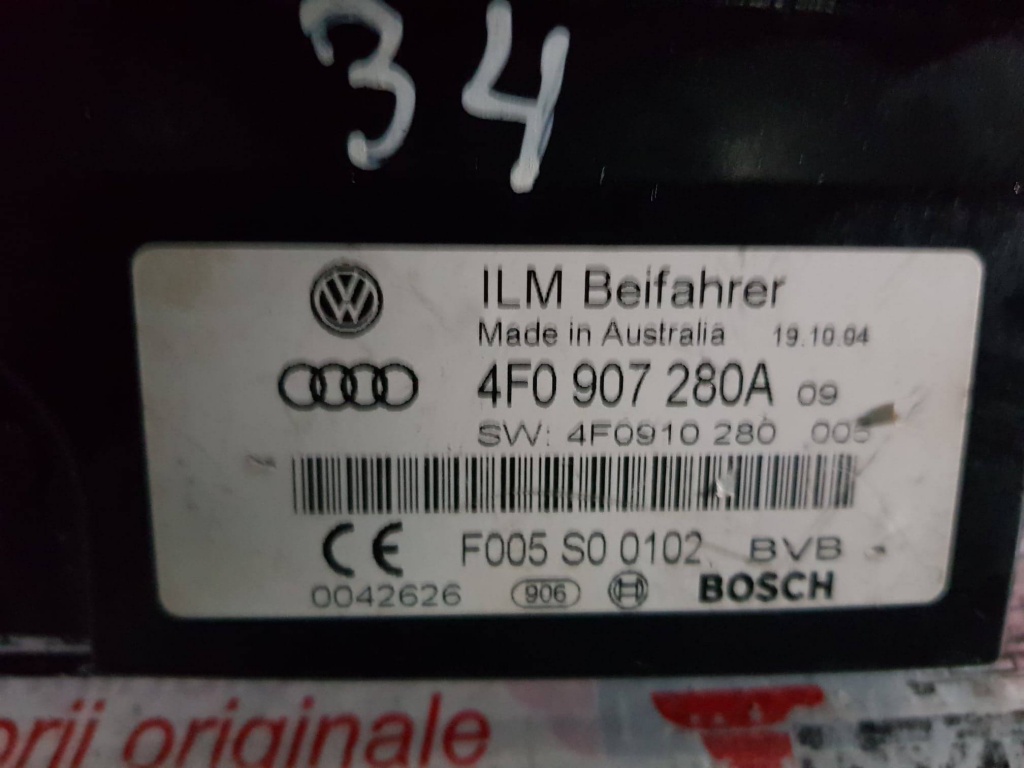 34
ILM Beifahrer
Made in Australia 19.10.04
4F0 907 280A 09
SW: 4F0910 280 005
CE F005 S0 0102 BVB
0042626 906 BOSCH
orii originale